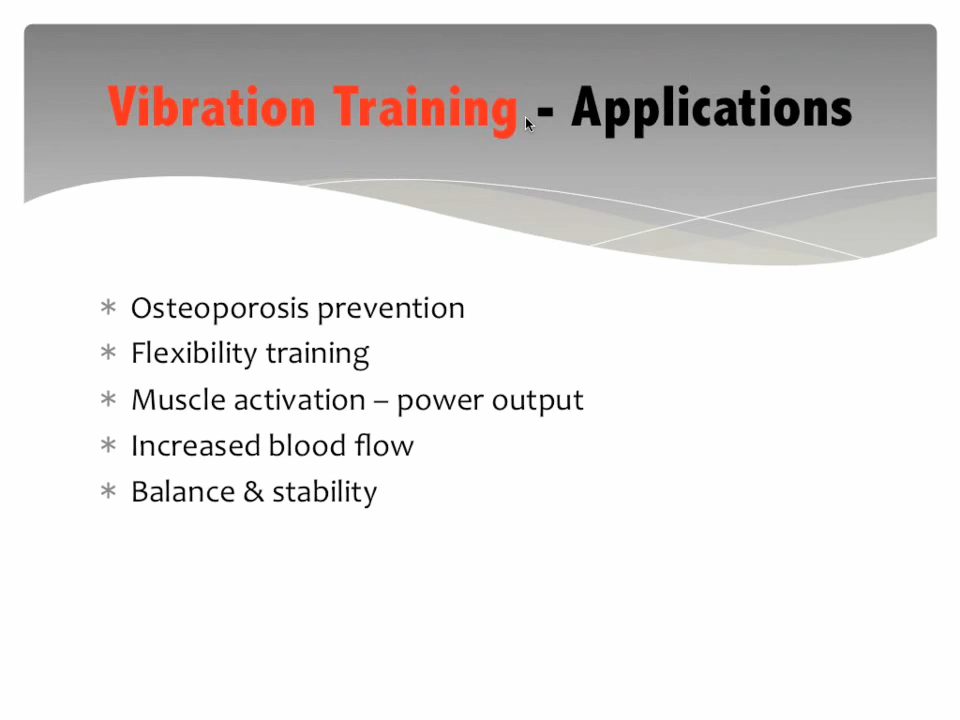 Vibration Training - Applications
* Osteoporosis prevention
* Flexibility training
* Muscle activation – power output
* Increased blood flow
* Balance & stability